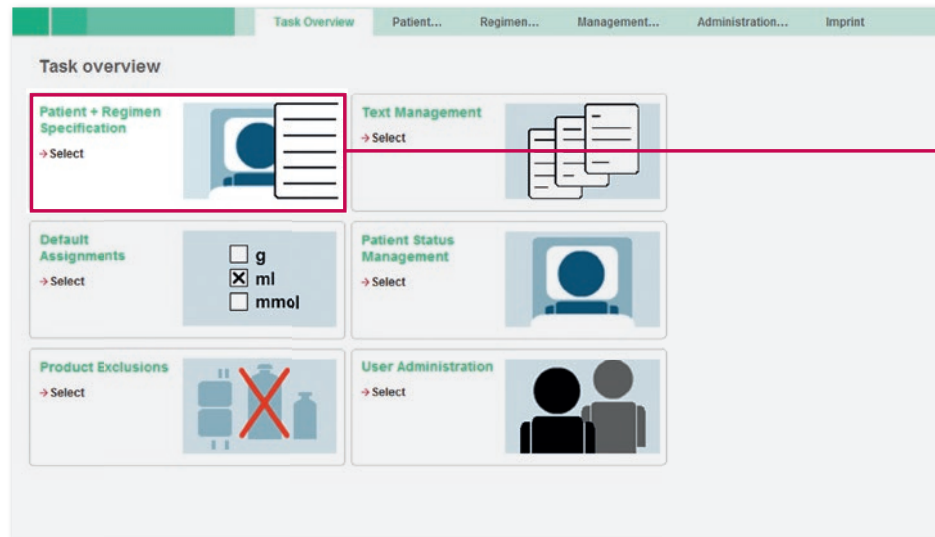 Task Overview Patient... Regimen... Management... Administration... Imprint
Task overview
Patient + Regimen
Specification
→Select
Text Management
→Select
Default
Assignments
→Select
g
ml
mmol
Patient Status
Management
→Select
Product Exclusions
→Select
User Administration
→Select